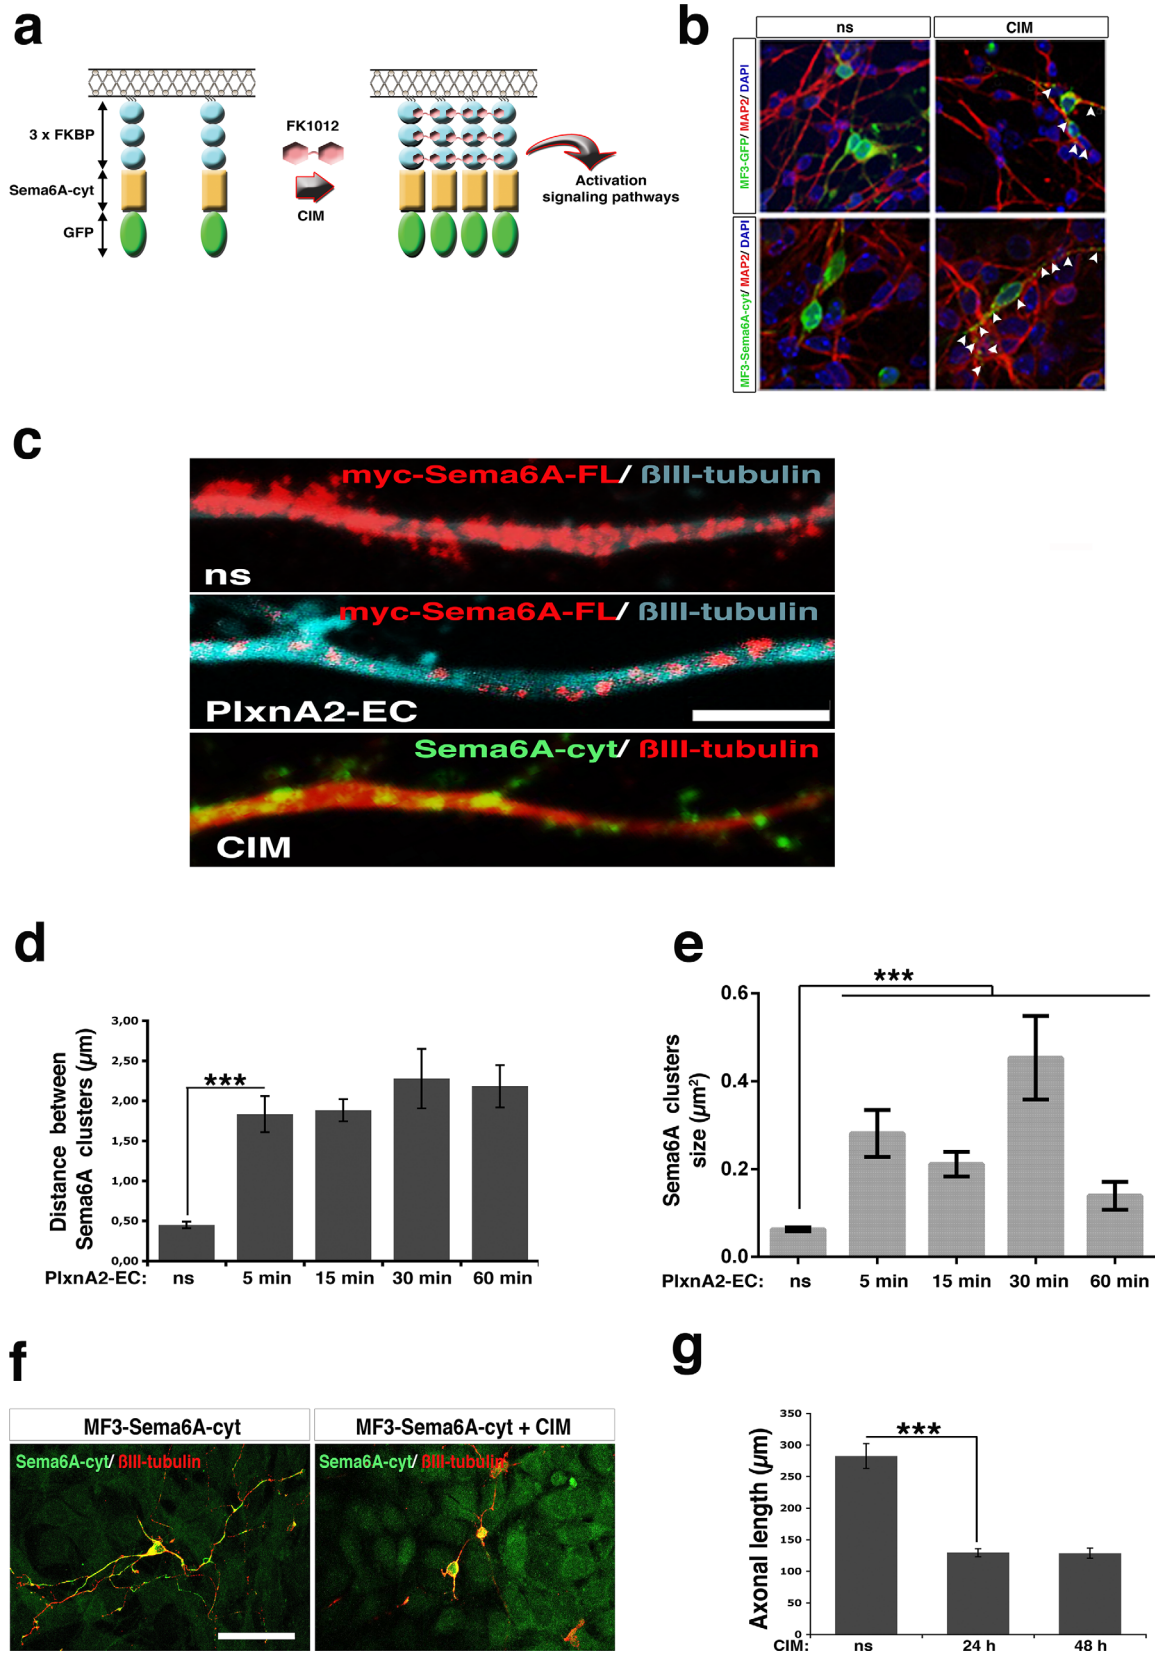 a
3 x FKBP
Sema6A-cyt
GFP
FK1012
CIM
Activation
signaling pathways
b
ns
CIM
MF3-GFP/ MAP2/ DAPI
MF3-Sema6A-cyt/ MAP2/ DAPI
c
myc-Sema6A-FL/ ßIII-tubulin
ns
myc-Sema6A-FL/ ßIII-tubulin
PlxnA2-EC
Sema6A-cyt/ ßIII-tubulin
CIM
d
Distance between
Sema6A clusters (µm)
3,00
2,50
2,00
1,50
1,00
0,50
0,00
***
PlxnA2-EC: ns 5 min 15 min 30 min 60 min
e
Sema6A clusters
size (µm²)
0.6
0.4
0.2
0.0
***
PlxnA2-EC: ns 5 min 15 min 30 min 60 min
f
MF3-Sema6A-cyt
MF3-Sema6A-cyt + CIM
Sema6A-cyt/ ßIII-tubulin
Sema6A-cyt/ ßIII-tubulin
g
Axonal length (µm)
350
300
250
200
150
100
50
0
***
CIM: ns 24 h 48 h